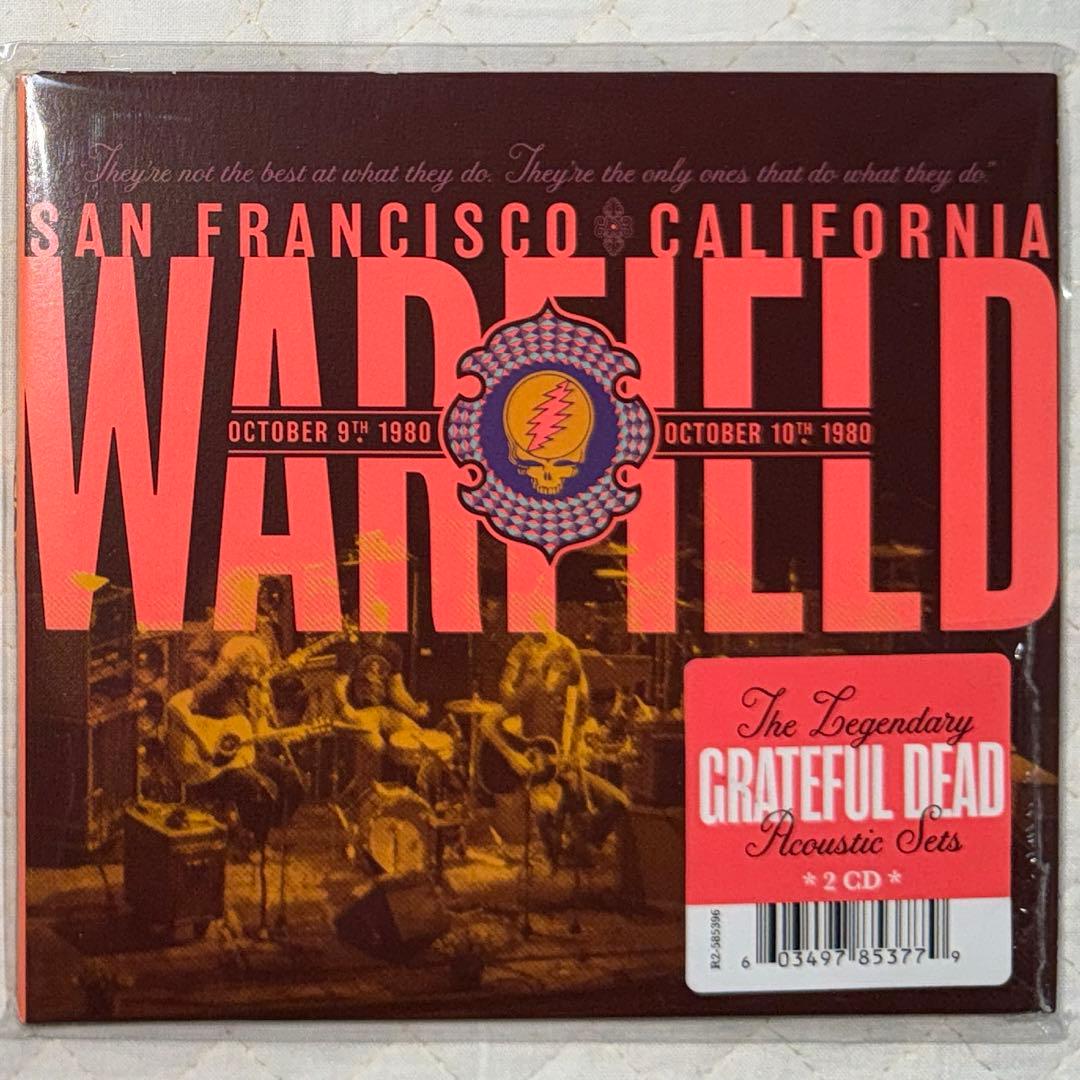 "They're not the best at what they do. They're the only ones that do what they do."
SAN FRANCISCO CALIFORNIA
WARFIELD
OCTOBER 9TH 1980 OCTOBER 10TH 1980
The Legendary
GRATEFUL DEAD
Acoustic Sets
* 2 CD *
R2-585396
6 03497 85377 9